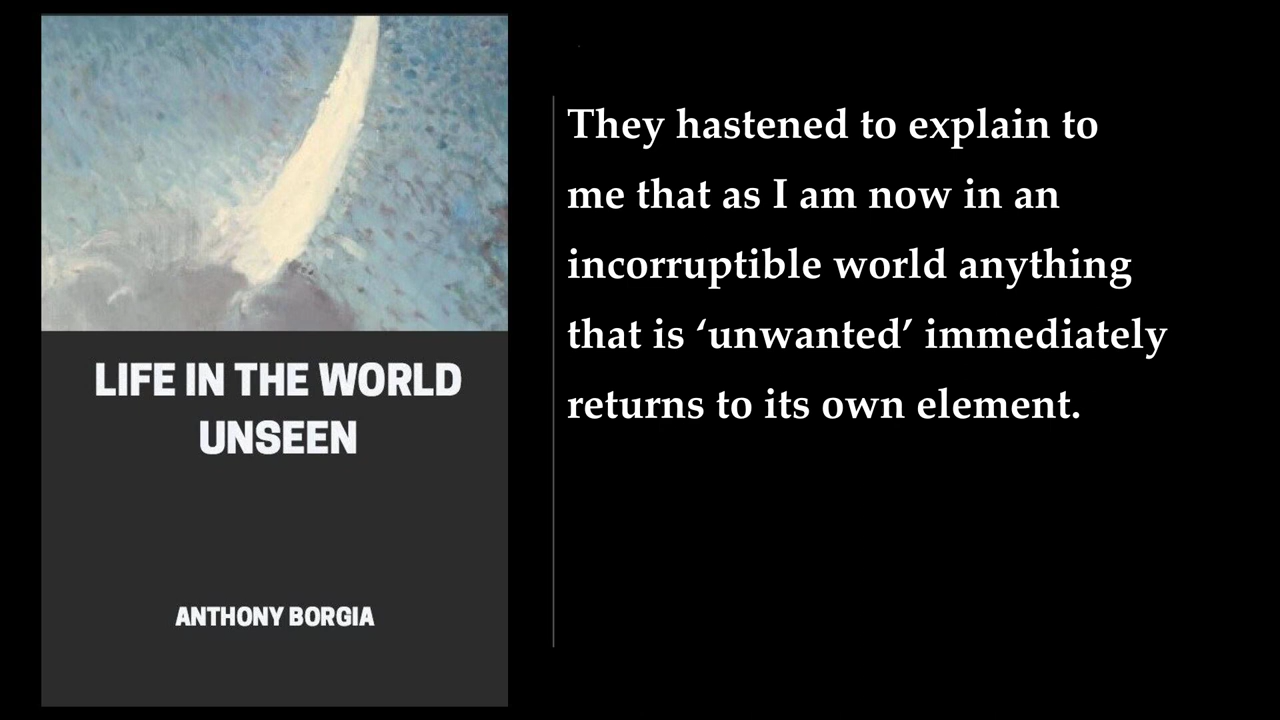 LIFE IN THE WORLD
UNSEEN
ANTHONY BORGIA
They hastened to explain to
me that as I am now in an
incorruptible world anything
that is ‘unwanted’ immediately
returns to its own element.